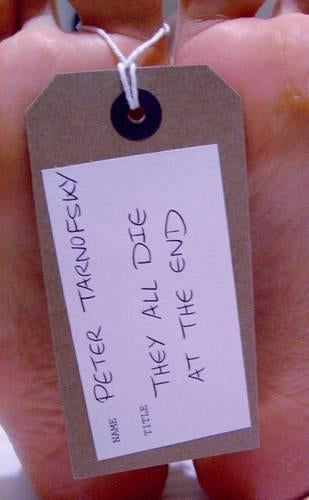 NAME PETER TARNOFSKY
TITLE THEY ALL DIE
AT THE END